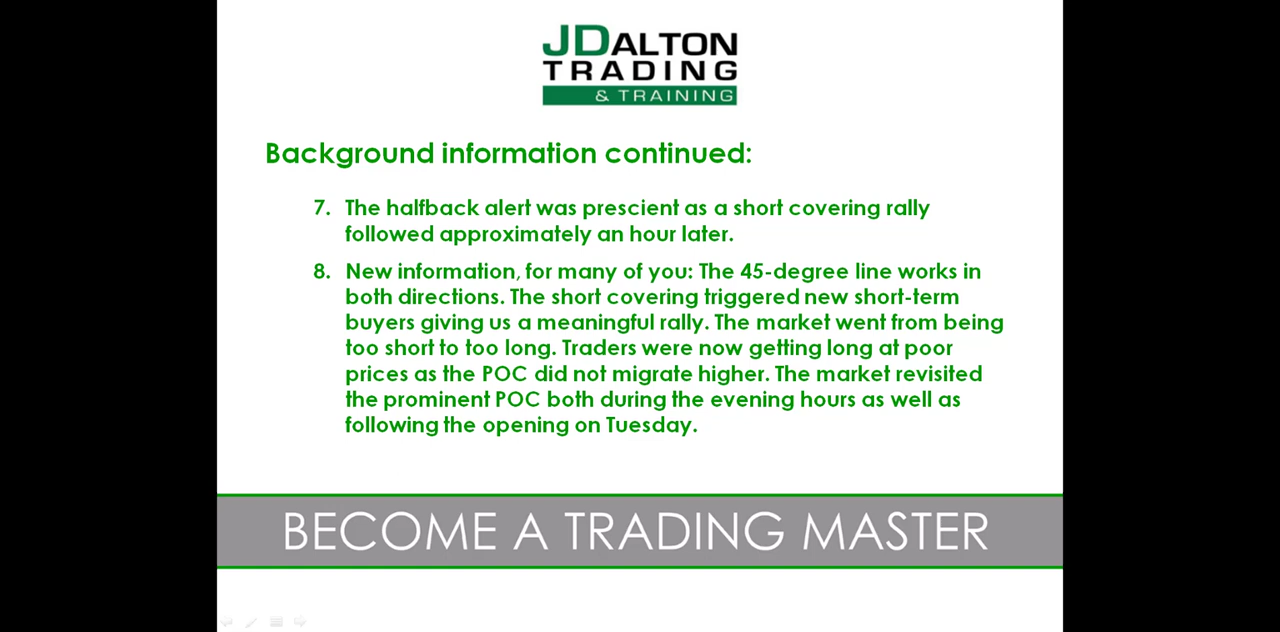 JDALTON
TRADING
& TRAINING
Background information continued:
7. The halfback alert was prescient as a short covering rally
followed approximately an hour later.
8. New information, for many of you: The 45-degree line works in
both directions. The short covering triggered new short-term
buyers giving us a meaningful rally. The market went from being
too short to too long. Traders were now getting long at poor
prices as the POC did not migrate higher. The market revisited
the prominent POC both during the evening hours as well as
following the opening on Tuesday.
BECOME A TRADING MASTER